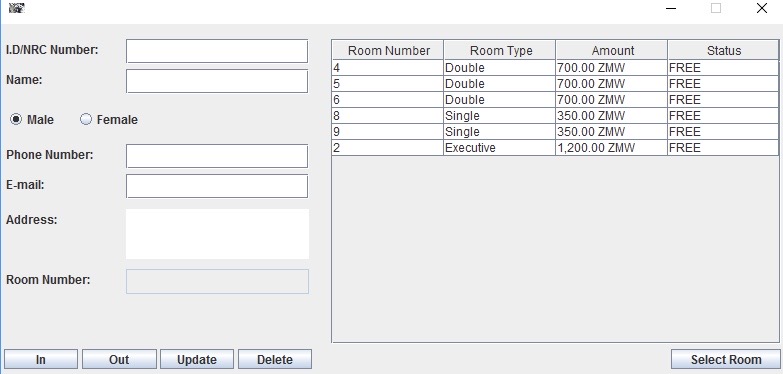 I.D/NRC Number:
Name:
Male Female
Phone Number:
E-mail:
Address:
Room Number:
In Out Update Delete
Room Number Room Type Amount Status
4 Double 700.00 ZMW FREE
5 Double 700.00 ZMW FREE
6 Double 700.00 ZMW FREE
8 Single 350.00 ZMW FREE
9 Single 350.00 ZMW FREE
2 Executive 1,200.00 ZMW FREE
Select Room